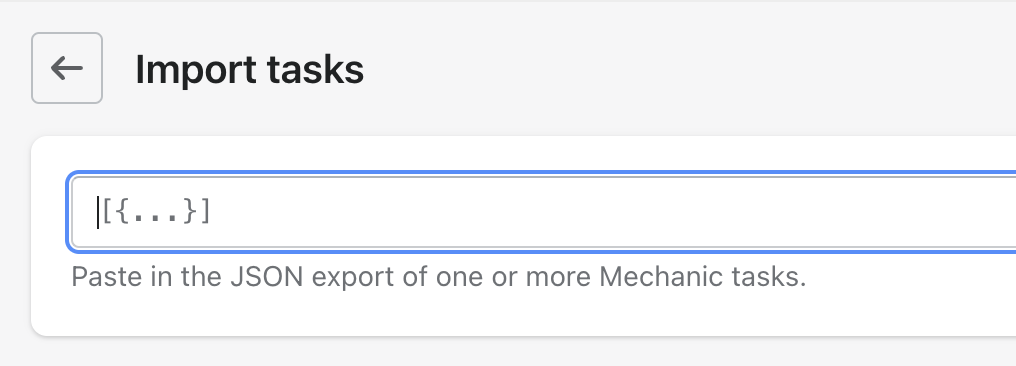 Import tasks
[{...}]
Paste in the JSON export of one or more Mechanic tasks.